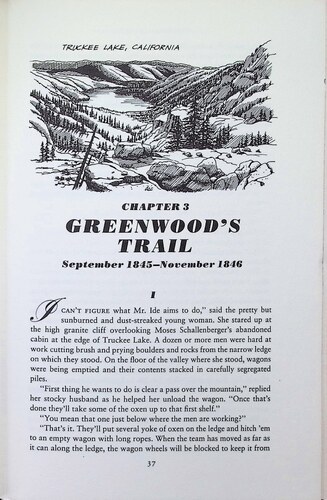 TRUCKEE LAKE, CALIFORNIA
CHAPTER 3
GREENWOOD'S
TRAIL
September 1845–November 1846
I
I CAN'T FIGURE what Mr. Ide aims to do," said the pretty but
sunburned and dust-streaked young woman. She stared up at
the high granite cliff overlooking Moses Schallenberger's abandoned
cabin at the edge of Truckee Lake. A dozen or more men were hard at
work cutting brush and prying boulders and rocks from the narrow ledge
on which they stood. On the floor of the valley where she stood, wagons
were being emptied and their contents stacked in carefully segregated
piles.
"First thing he wants to do is clear a pass over the mountain," replied
her stocky husband as he helped her unload the wagon. "Once that's
done they'll take some of the oxen up to that first shelf."
"You mean that one just below where the men are working?"
"That's it. They'll put several yoke of oxen on the ledge and hitch 'em
to an empty wagon with long ropes. When the team has moved as far as
it can along the ledge, the wagon wheels will be blocked to keep it from
37